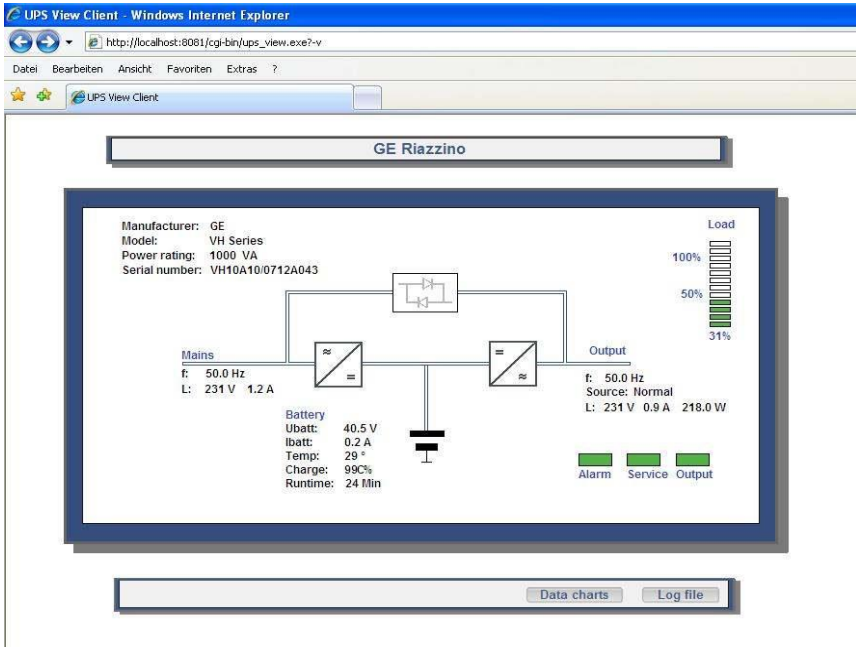 UPS View Client - Windows Internet Explorer
http://localhost:8081/cgi-bin/ups_view.exe?-v
Datei Bearbeiten Ansicht Favoriten Extras ?
UPS View Client
GE Riazzino
Manufacturer: GE
Model: VH Series
Power rating: 1000 VA
Serial number: VH10A10/0712A043
Load
100%
50%
31%
Mains
f: 50.0 Hz
L: 231 V 1.2 A
≈
=
=
≈
Output
f: 50.0 Hz
Source: Normal
L: 231 V 0.9 A 218.0 W
Battery
Ubatt: 40.5 V
Ibatt: 0.2 A
Temp: 29 °
Charge: 99C%
Runtime: 24 Min
Alarm Service Output
Data charts Log file